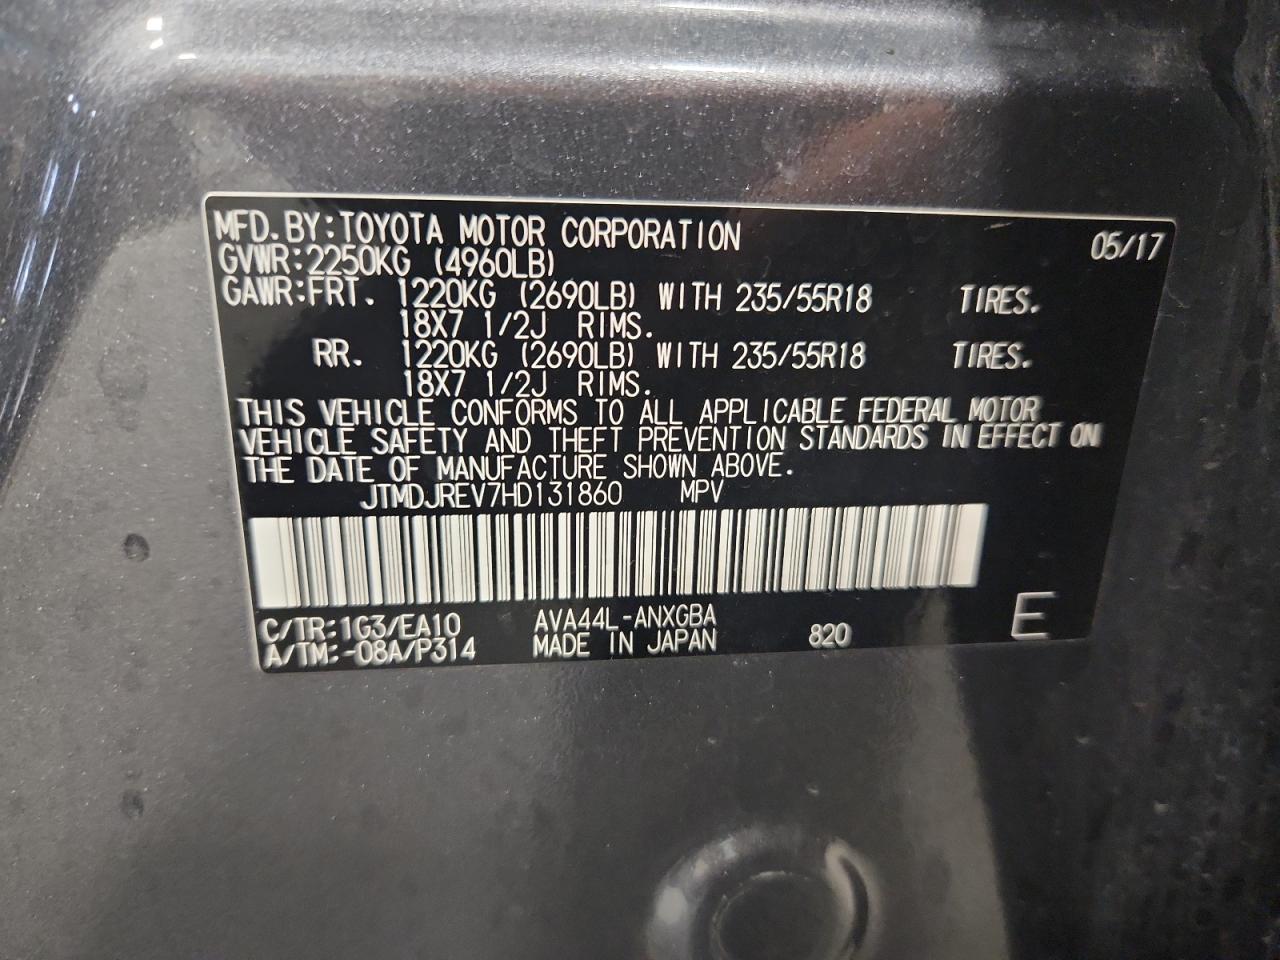 MFD. BY: TOYOTA MOTOR CORPORATION 05/17
GVWR: 2250KG (4960LB)
GAWR: FRT. 1220KG (2690LB) WITH 235/55R18 TIRES.
18X7 1/2J RIMS.
RR. 1220KG (2690LB) WITH 235/55R18 TIRES.
18X7 1/2J RIMS.
THIS VEHICLE CONFORMS TO ALL APPLICABLE FEDERAL MOTOR
VEHICLE SAFETY AND THEFT PREVENTION STANDARDS IN EFFECT ON
THE DATE OF MANUFACTURE SHOWN ABOVE.
JTMDJREV7HD131860 MPV
C/TR: 1G3/EA10 AVA44L-ANXGBA
A/TM: -08A/P314 MADE IN JAPAN 820 E